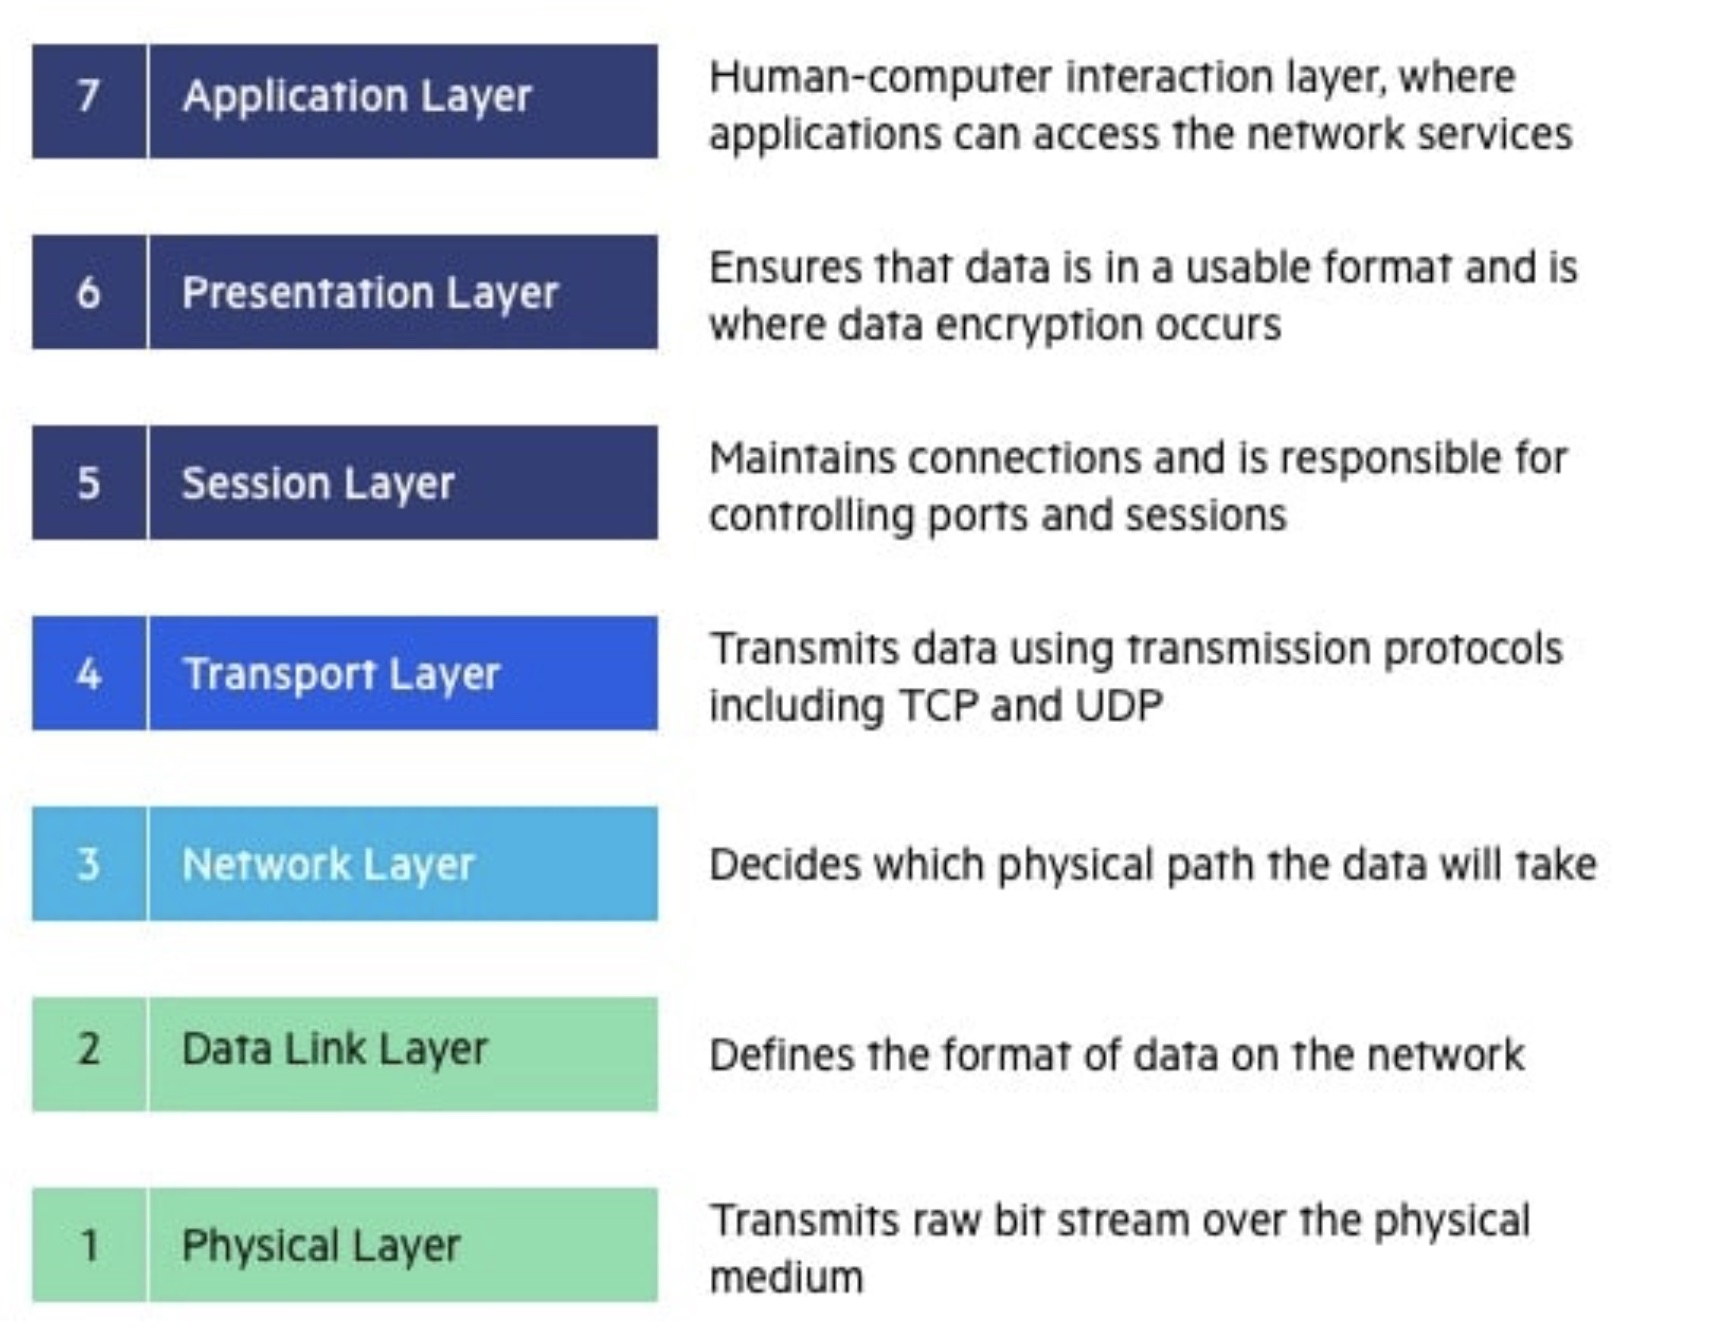 7 Application Layer
Human-computer interaction layer, where
applications can access the network services
6 Presentation Layer
Ensures that data is in a usable format and is
where data encryption occurs
5 Session Layer
Maintains connections and is responsible for
controlling ports and sessions
4 Transport Layer
Transmits data using transmission protocols
including TCP and UDP
3 Network Layer
Decides which physical path the data will take
2 Data Link Layer
Defines the format of data on the network
1 Physical Layer
Transmits raw bit stream over the physical
medium